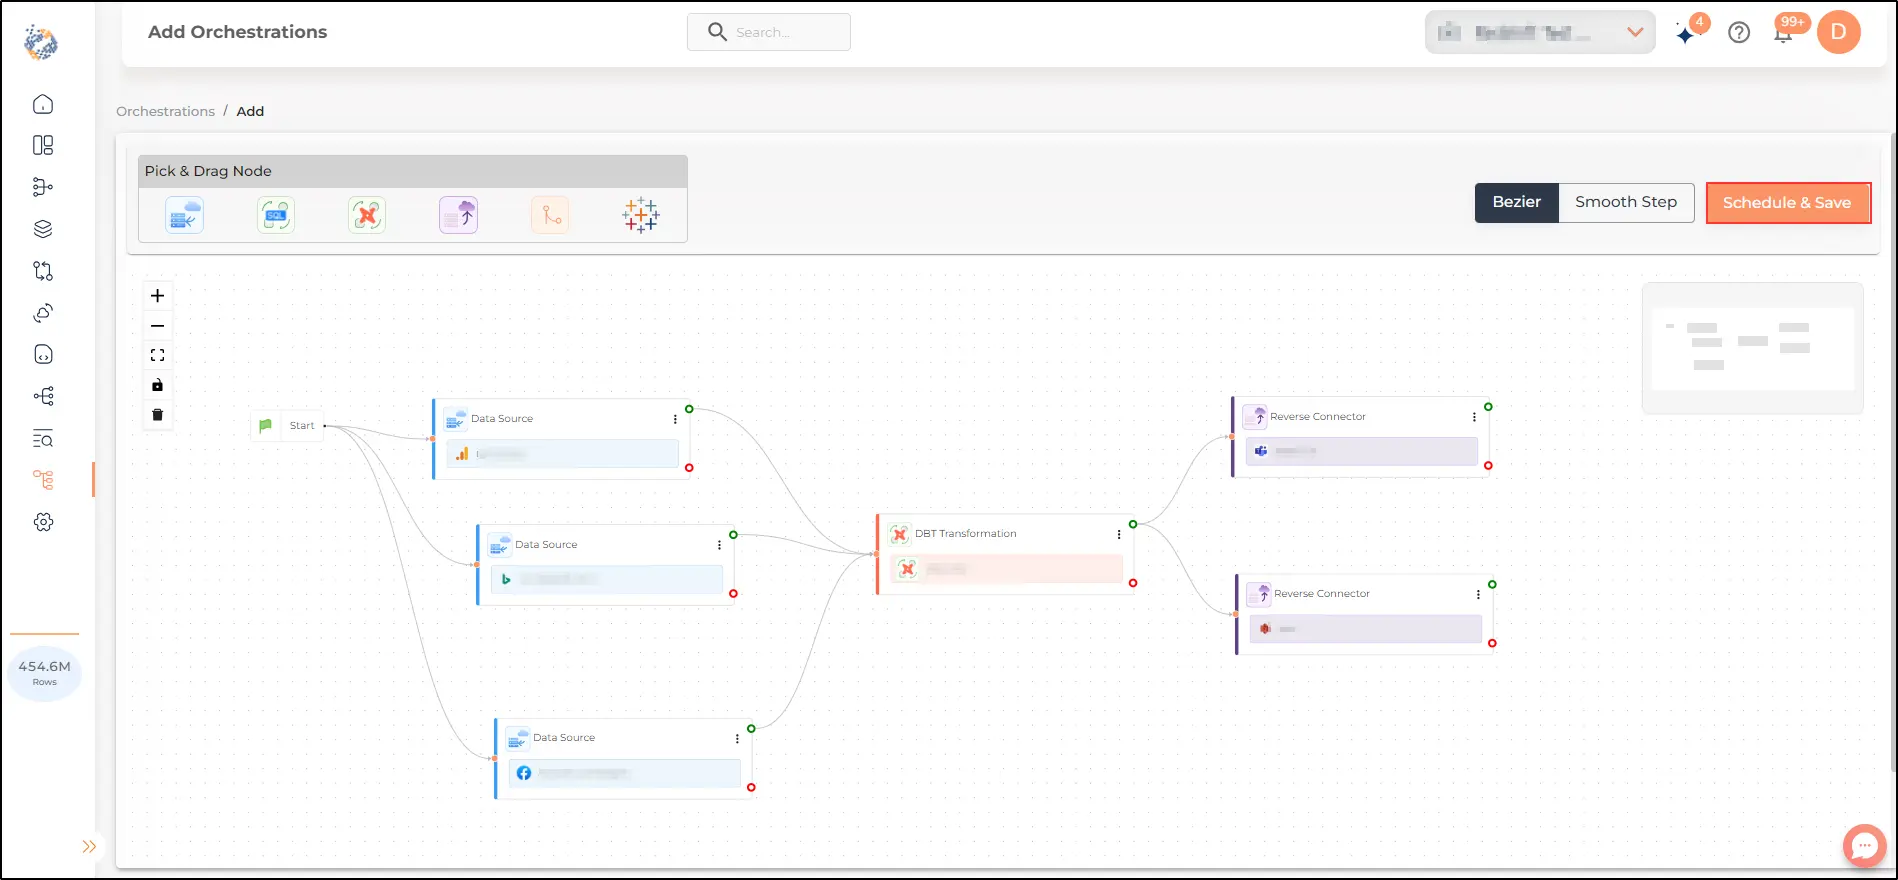 Add Orchestrations
Search...
4
99+
D
Orchestrations / Add
Pick & Drag Node
SQL
Bezier
Smooth Step
Schedule & Save
Start
Data Source
Reverse Connector
Data Source
DBT Transformation
Reverse Connector
Data Source
454.6M
Rows